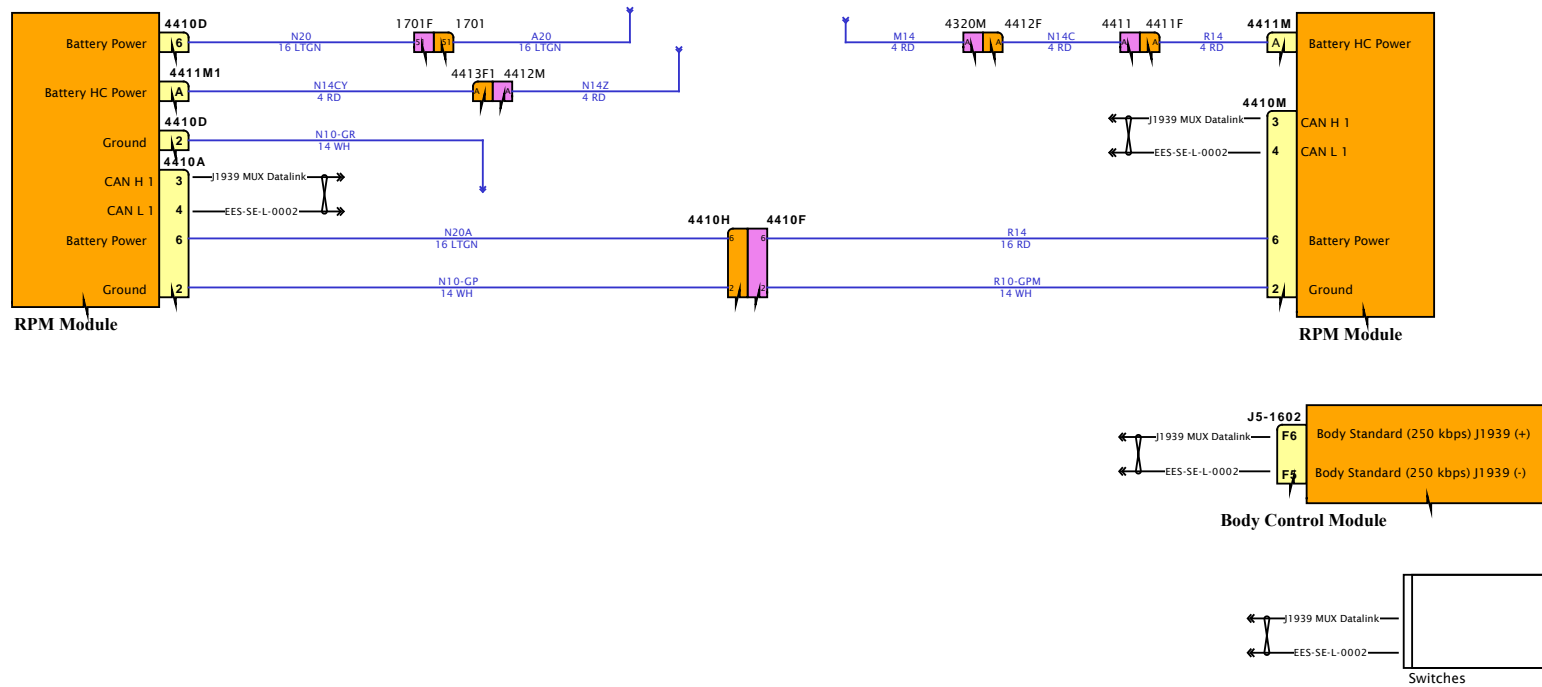 4410D
Battery Power
6
N20
16 LTGN
1701F
1701
S1
S1
A20
16 LTGN
4411M1
Battery HC Power
A
N14CY
4 RD
4413F1
4412M
A
A
N14Z
4 RD
4410D
Ground
2
N10-GR
14 WH
4410A
CAN H 1
3
J1939 MUX Datalink
CAN L 1
4
EES-SE-L-0002
Battery Power
6
N20A
16 LTGN
Ground
2
N10-GP
14 WH
RPM Module
4410H
4410F
6
6
2
2
R14
16 RD
R10-GPM
14 WH
M14
4 RD
4320M
4412F
A
A
N14C
4 RD
4411
4411F
A
A
R14
4 RD
4411M
A
Battery HC Power
4410M
J1939 MUX Datalink
3
CAN H 1
EES-SE-L-0002
4
CAN L 1
6
Battery Power
2
Ground
RPM Module
J5-1602
J1939 MUX Datalink
F6
Body Standard (250 kbps) J1939 (+)
EES-SE-L-0002
F5
Body Standard (250 kbps) J1939 (-)
Body Control Module
J1939 MUX Datalink
EES-SE-L-0002
Switches